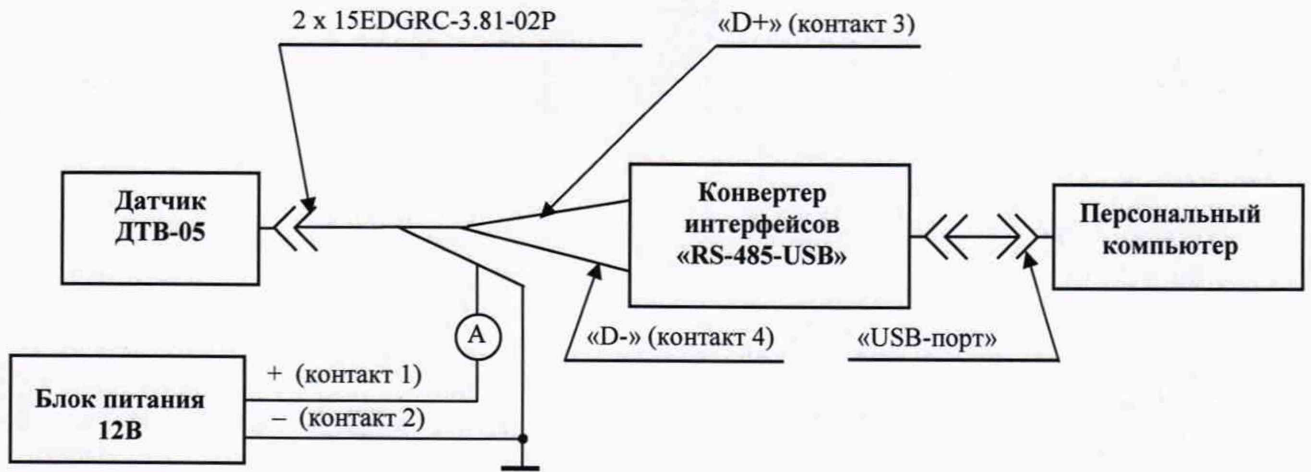 2 x 15EDGRC-3.81-02P
«D+» (контакт 3)
Датчик
ДТВ-05
Конвертер
интерфейсов
«RS-485-USB»
Персональный
компьютер
А
«D-» (контакт 4)
«USB-порт»
+ (контакт 1)
– (контакт 2)
Блок питания
12В